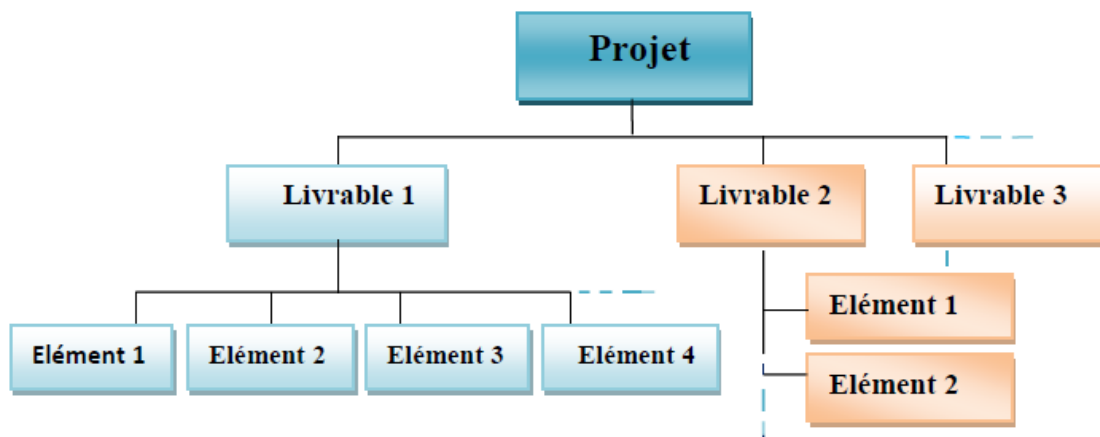 Projet
Livrable 1
Livrable 2
Livrable 3
Elément 1
Elément 2
Elément 3
Elément 4
Elément 1
Elément 2